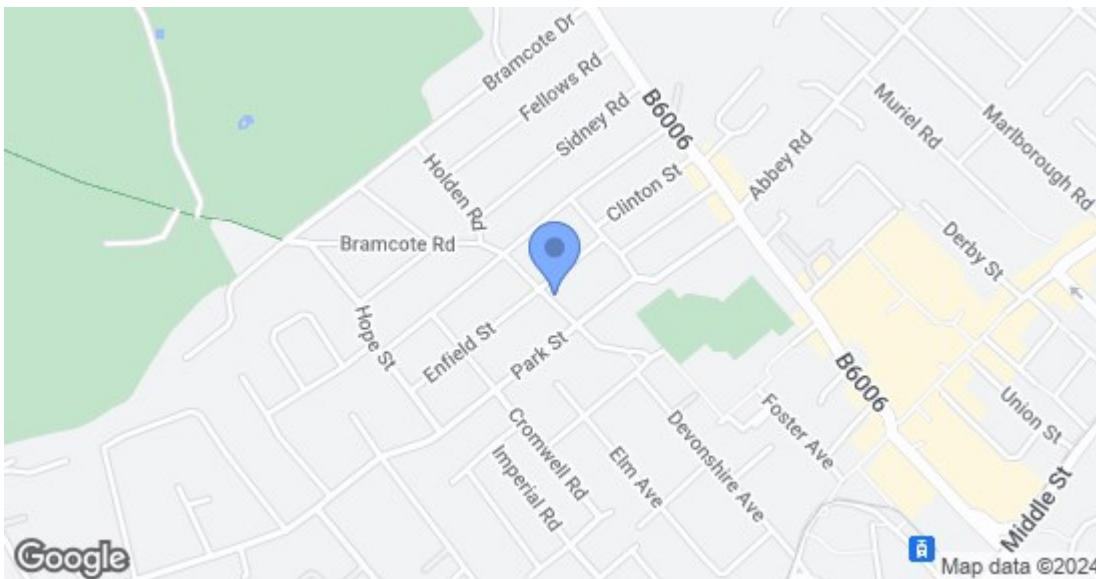 Bramcote Dr
Fellows Rd
Sidney Rd
B6006
Muriel Rd
Marlborough Rd
Holden Rd
Clinton St
Abbey Rd
Bramcote Rd
Derby St
Hope St
Enfield St
Park St
B6006
Union St
Foster Ave
Devonshire Ave
Cromwell Rd
Elm Ave
Imperial Rd
Middle St
Google
Map data ©2024